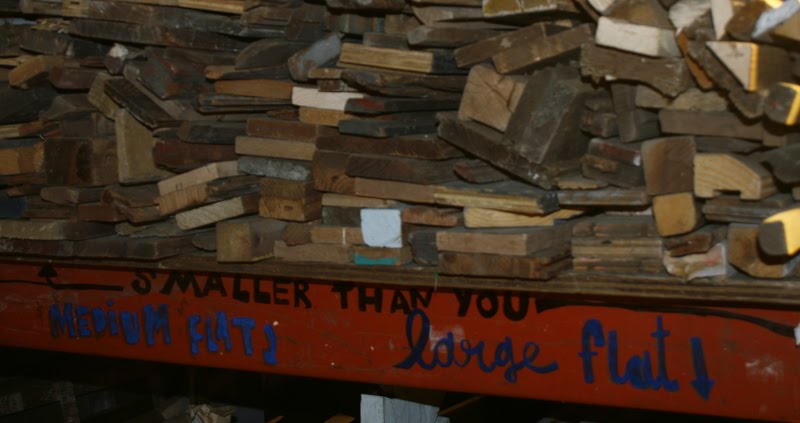 SMALLER THAN YOU
MEDIUM FLATS
large flat